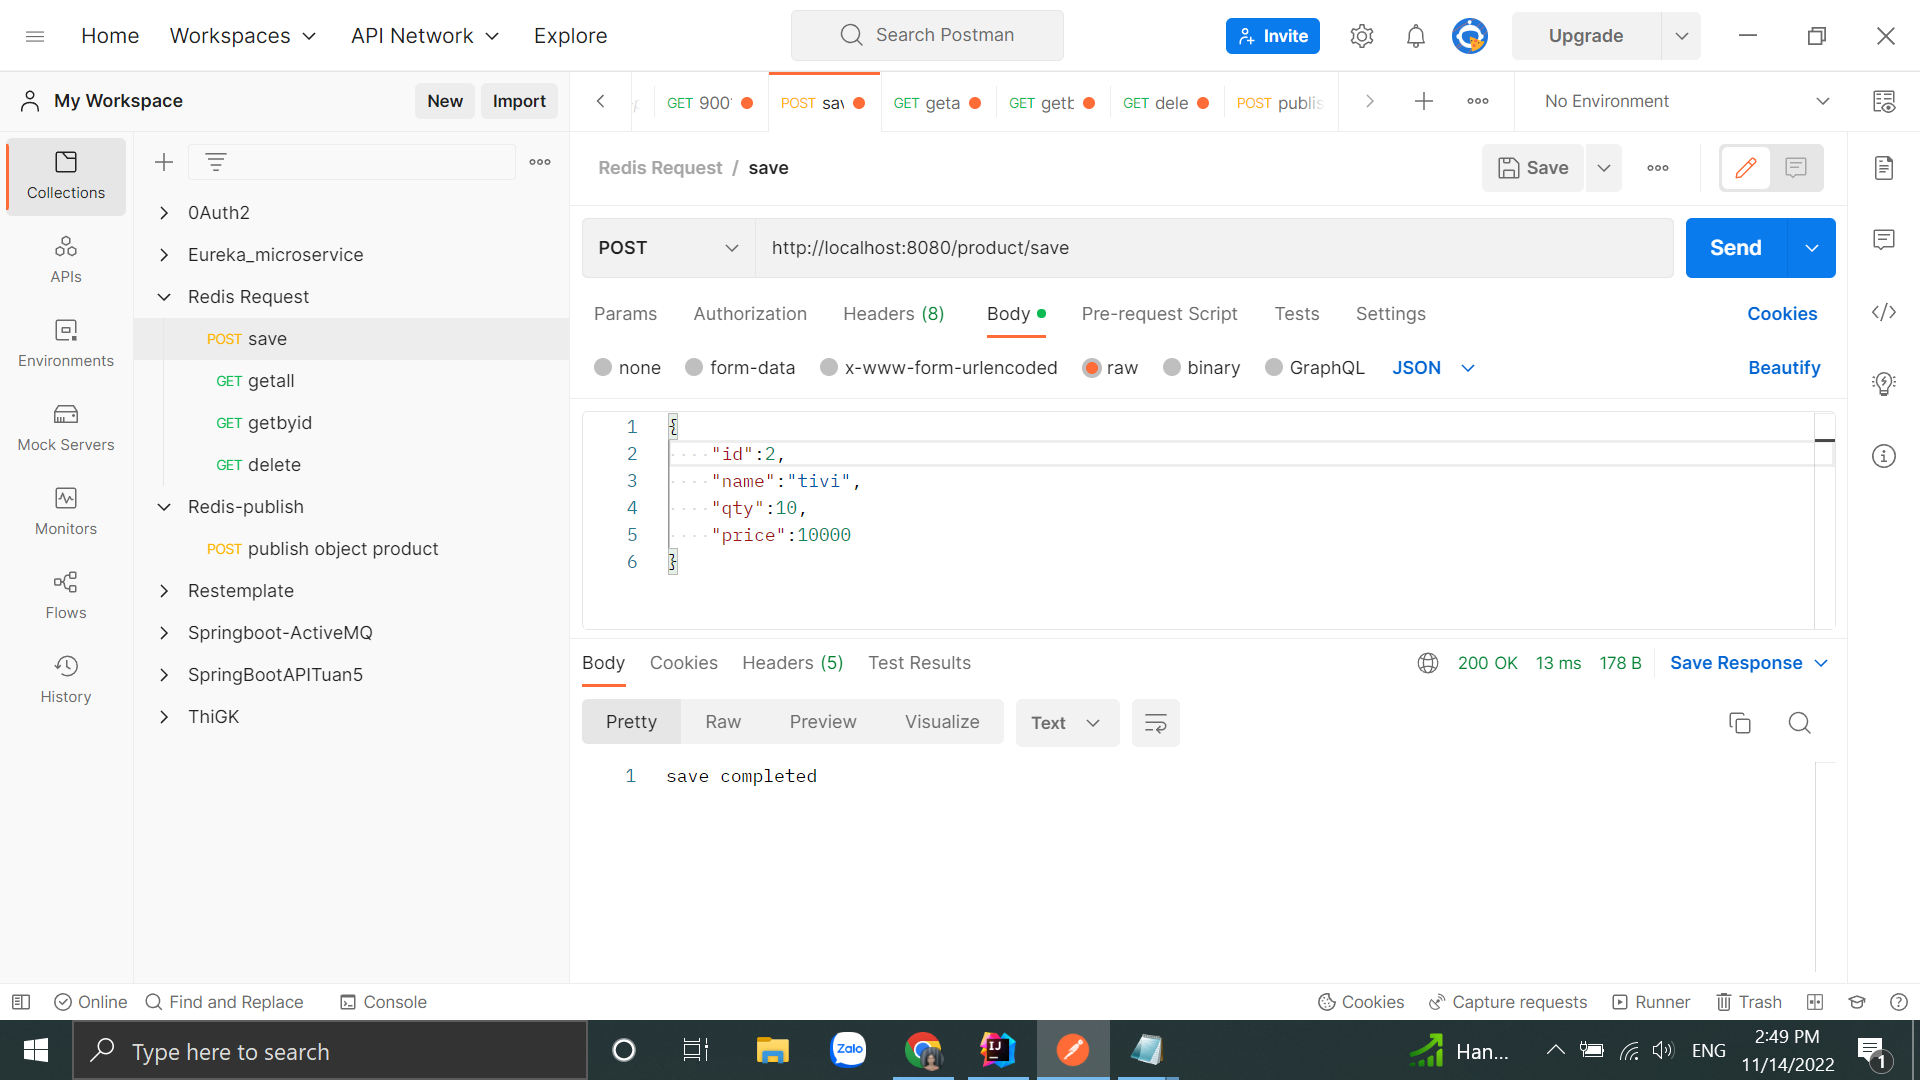 Home
Workspaces
API Network
Explore
Search Postman
Invite
Upgrade
My Workspace
New
Import
GET 900
POST sav
GET geta
GET getb
GET dele
POST publis
No Environment
Collections
APIs
Environments
Mock Servers
Monitors
Flows
History
0Auth2
Eureka_microservice
Redis Request
POST save
GET getall
GET getbyid
GET delete
Redis-publish
POST publish object product
Restemplate
Springboot-ActiveMQ
SpringBootAPITuan5
ThiGK
Redis Request / save
Save
POST
http://localhost:8080/product/save
Send
Params
Authorization
Headers (8)
Body
Pre-request Script
Tests
Settings
Cookies
none
form-data
x-www-form-urlencoded
raw
binary
GraphQL
JSON
Beautify
1 {
2 "id":2,
3 "name":"tivi",
4 "qty":10,
5 "price":10000
6 }
Body
Cookies
Headers (5)
Test Results
200 OK
13 ms
178 B
Save Response
Pretty
Raw
Preview
Visualize
Text
1 save completed
Online
Find and Replace
Console
Cookies
Capture requests
Runner
Trash
Type here to search
Zalo
IJ
Han...
ENG
2:49 PM
11/14/2022
1